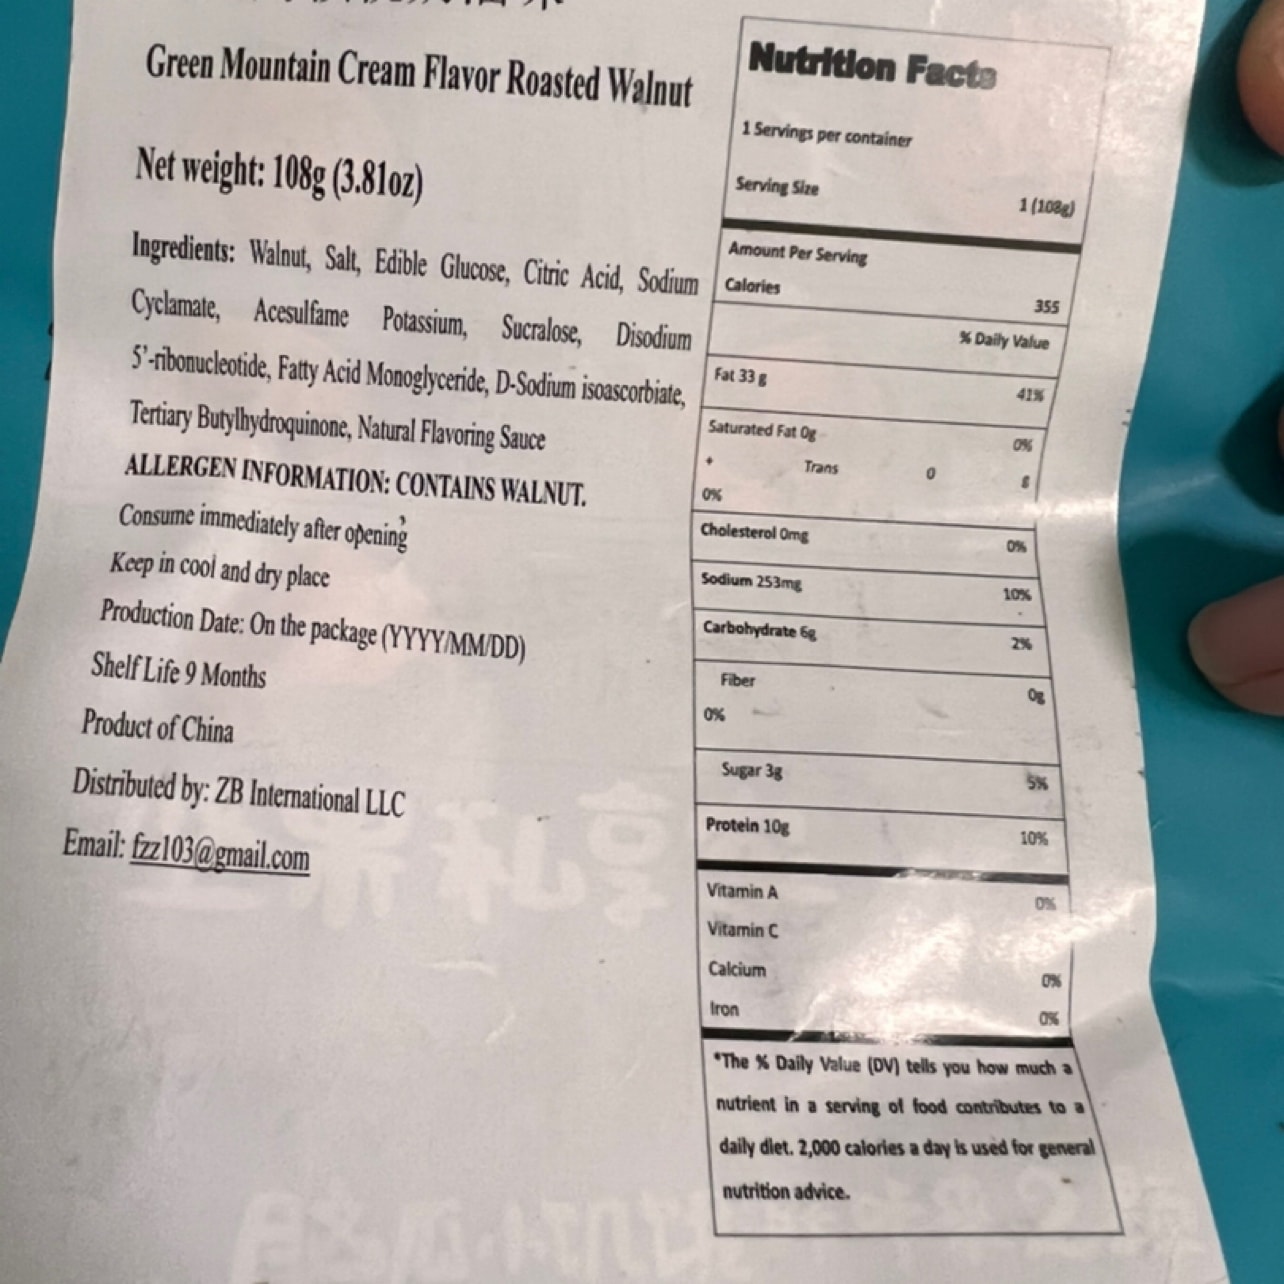 Green Mountain Cream Flavor Roasted Walnut
Net weight: 108g (3.81oz)
Ingredients: Walnut, Salt, Edible Glucose, Citric Acid, Sodium
Cyclamate, Acesulfame Potassium, Sucralose, Disodium
5'-ribonucleotide, Fatty Acid Monoglyceride, D-Sodium isoascorbiate,
Tertiary Butylhydroquinone, Natural Flavoring Sauce
ALLERGEN INFORMATION: CONTAINS WALNUT.
Consume immediately after opening
Keep in cool and dry place
Production Date: On the package (YYYY/MM/DD)
Shelf Life 9 Months
Product of China
Distributed by: ZB International LLC
Email: fzz103@gmail.com
Nutrition Facts
1 Servings per container
Serving Size 1 (108g)
Amount Per Serving
Calories 355
% Daily Value
Fat 33 g 41%
Saturated Fat 0g 0%
+ Trans 0 g
0%
Cholesterol 0mg 0%
Sodium 253mg 10%
Carbohydrate 6g 2%
Fiber 0g
0%
Sugar 3g 5%
Protein 10g 10%
Vitamin A 0%
Vitamin C
Calcium 0%
Iron 0%
*The % Daily Value (DV) tells you how much a
nutrient in a serving of food contributes to a
daily diet. 2,000 calories a day is used for general
nutrition advice.